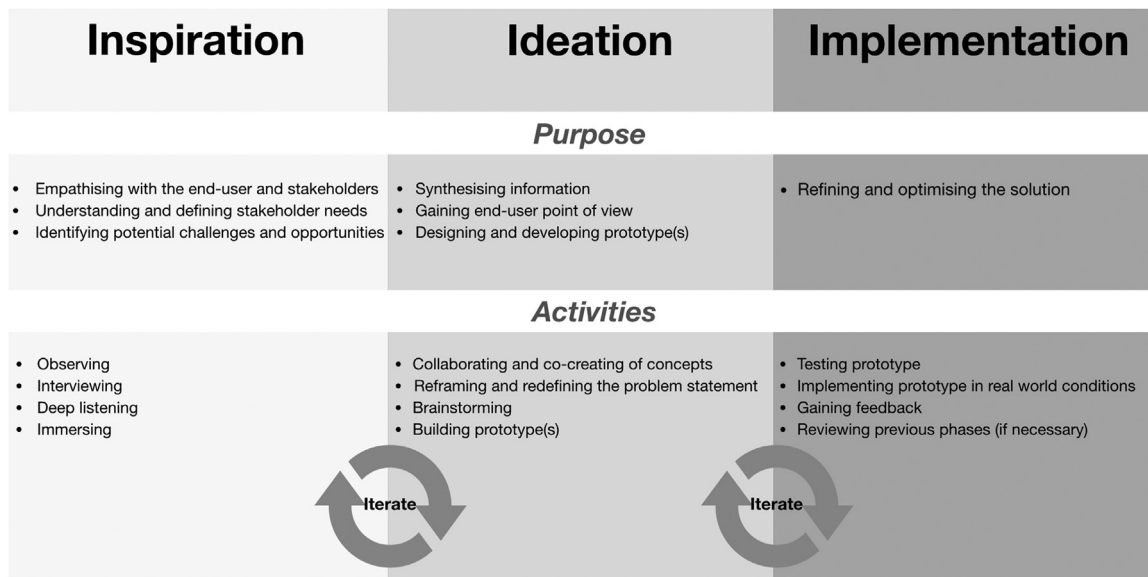 Inspiration
Ideation
Implementation
Purpose
• Empathising with the end-user and stakeholders
• Understanding and defining stakeholder needs
• Identifying potential challenges and opportunities
• Synthesising information
• Gaining end-user point of view
• Designing and developing prototype(s)
• Refining and optimising the solution
Activities
• Observing
• Interviewing
• Deep listening
• Immersing
• Collaborating and co-creating of concepts
• Reframing and redefining the problem statement
• Brainstorming
• Building prototype(s)
• Testing prototype
• Implementing prototype in real world conditions
• Gaining feedback
• Reviewing previous phases (if necessary)
Iterate
Iterate